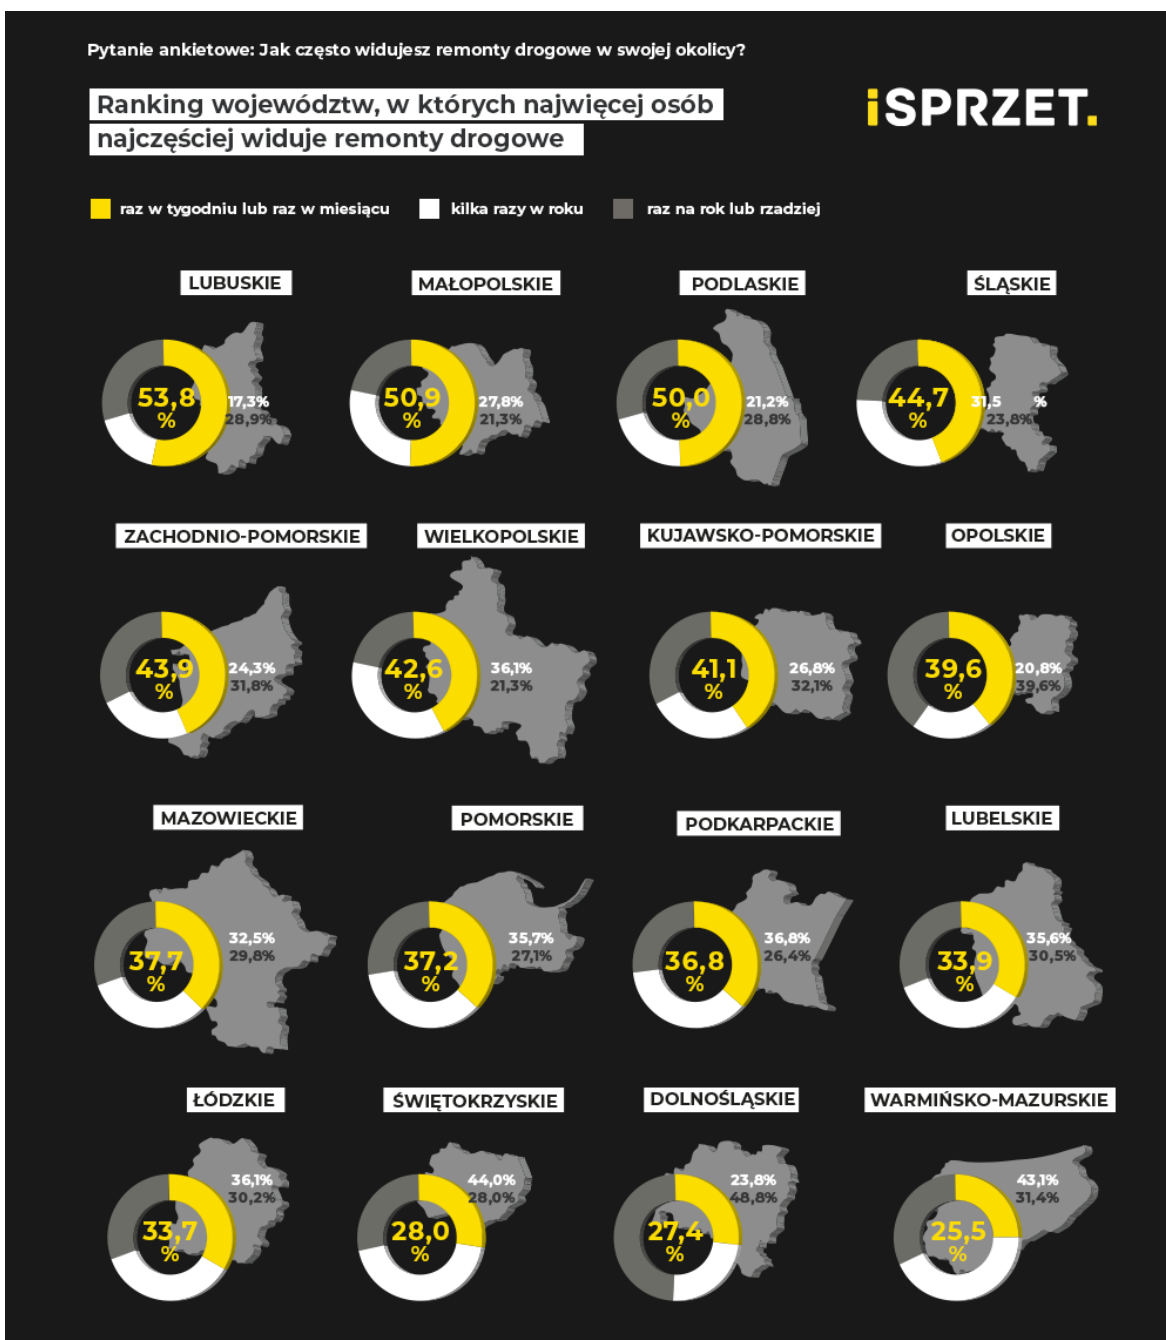 Pytanie ankietowe: Jak często widujesz remonty drogowe w swojej okolicy?
Ranking województw, w których najwięcej osób
najczęściej widuje remonty drogowe
iSPRZET.
raz w tygodniu lub raz w miesiącu
kilka razy w roku
raz na rok lub rzadziej
LUBUSKIE
53,8
%
17,3%
28,9%
MAŁOPOLSKIE
50,9
%
27,8%
21,3%
PODLASKIE
50,0
%
21,2%
28,8%
ŚLĄSKIE
44,7
%
31,5 %
23,8%
ZACHODNIO-POMORSKIE
43,9
%
24,3%
31,8%
WIELKOPOLSKIE
42,6
%
36,1%
21,3%
KUJAWSKO-POMORSKIE
41,1
%
26,8%
32,1%
OPOLSKIE
39,6
%
20,8%
39,6%
MAZOWIECKIE
37,7
%
32,5%
29,8%
POMORSKIE
37,2
%
35,7%
27,1%
PODKARPACKIE
36,8
%
36,8%
26,4%
LUBELSKIE
33,9
%
35,6%
30,5%
ŁÓDZKIE
33,7
%
36,1%
30,2%
ŚWIĘTOKRZYSKIE
28,0
%
44,0%
28,0%
DOLNOŚLĄSKIE
27,4
%
23,8%
48,8%
WARMIŃSKO-MAZURSKIE
25,5
%
43,1%
31,4%